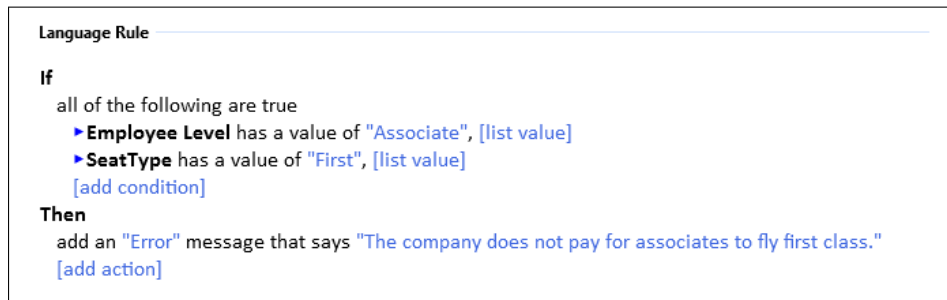 Language Rule
If
all of the following are true
Employee Level has a value of "Associate", [list value]
SeatType has a value of "First", [list value]
[add condition]
Then
add an "Error" message that says "The company does not pay for associates to fly first class."
[add action]